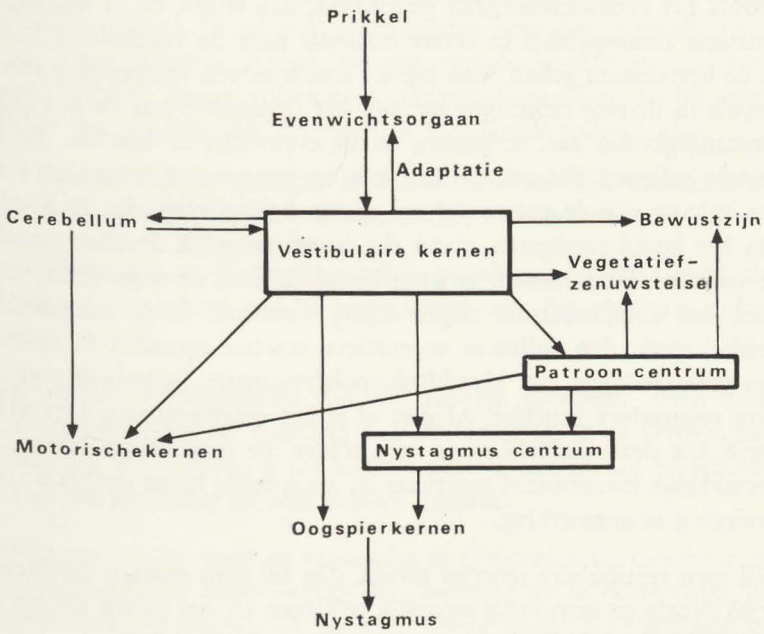 Prikkel
Evenwichtsorgaan
Adaptatie
Cerebellum
Vestibulaire kernen
Bewustzijn
Vegetatief-
zenuwstelsel
Patroon centrum
Motorischekernen
Nystagmus centrum
Oogspierkernen
Nystagmus